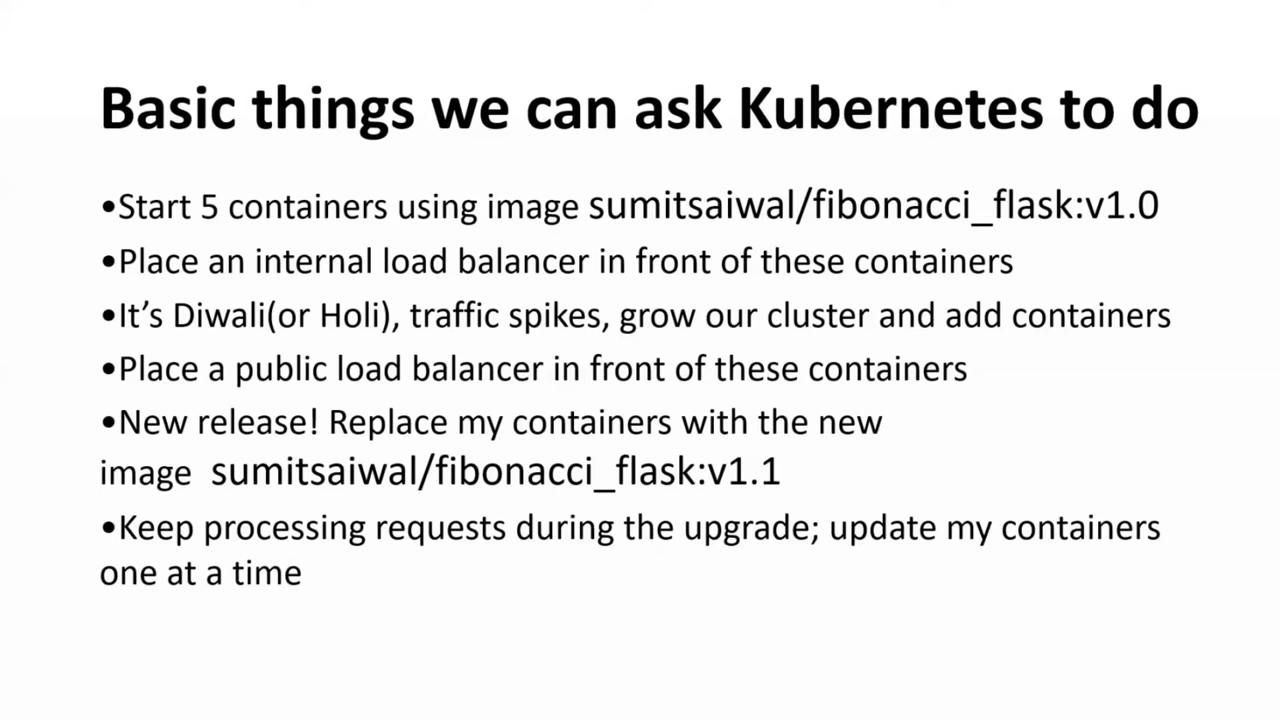 Basic things we can ask Kubernetes to do
•Start 5 containers using image sumitsaiwal/fibonacci_flask:v1.0
•Place an internal load balancer in front of these containers
•It’s Diwali(or Holi), traffic spikes, grow our cluster and add containers
•Place a public load balancer in front of these containers
•New release! Replace my containers with the new
image sumitsaiwal/fibonacci_flask:v1.1
•Keep processing requests during the upgrade; update my containers
one at a time